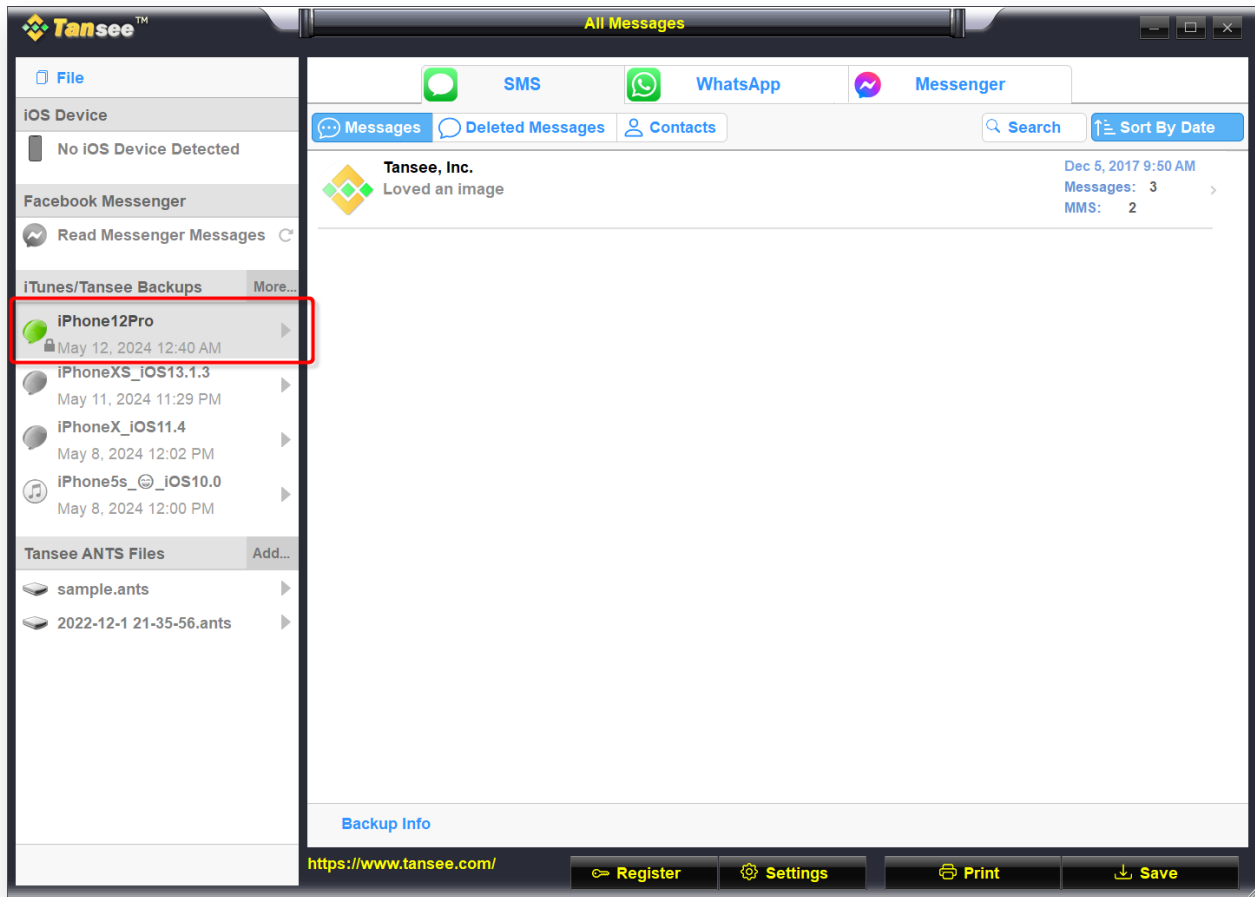 Tansee™
All Messages
File
iOS Device
No iOS Device Detected
Facebook Messenger
Read Messenger Messages
iTunes/Tansee Backups More...
iPhone12Pro
May 12, 2024 12:40 AM
iPhoneXS_iOS13.1.3
May 11, 2024 11:29 PM
iPhoneX_iOS11.4
May 8, 2024 12:02 PM
iPhone5s_😁_iOS10.0
May 8, 2024 12:00 PM
Tansee ANTS Files Add...
sample.ants
2022-12-1 21-35-56.ants
SMS WhatsApp Messenger
Messages Deleted Messages Contacts Search Sort By Date
Tansee, Inc. Dec 5, 2017 9:50 AM
Loved an image Messages: 3
MMS: 2
Backup Info
https://www.tansee.com/ Register Settings Print Save